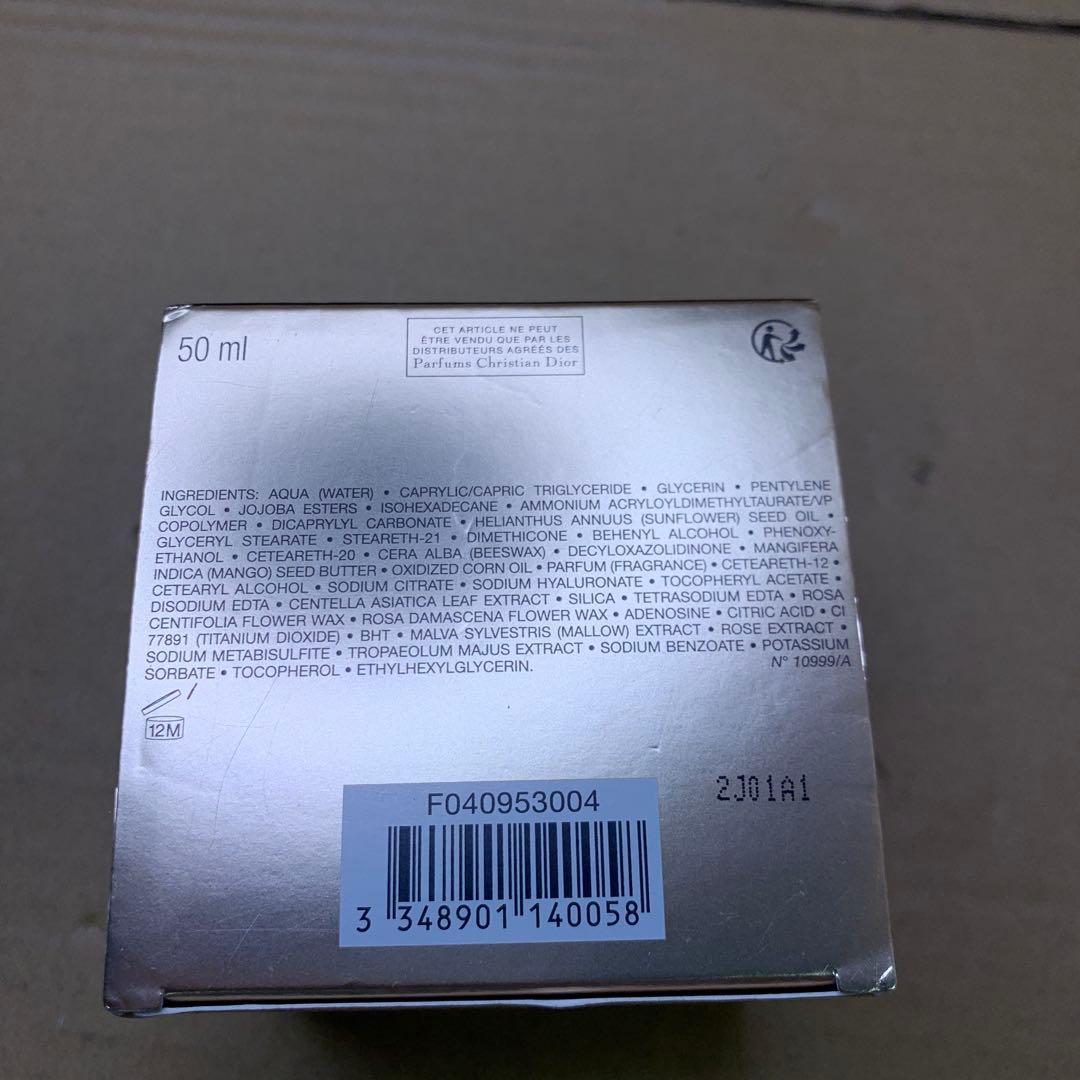 50 ml
CET ARTICLE NE PEUT
ÊTRE VENDU QUE PAR LES
DISTRIBUTEURS AGRÉÉS DES
Parfums Christian Dior
INGREDIENTS: AQUA (WATER) • CAPRYLIC/CAPRIC TRIGLYCERIDE • GLYCERIN • PENTYLENE
GLYCOL • JOJOBA ESTERS • ISOHEXADECANE • AMMONIUM ACRYLOYLDIMETHYLTAURATE/VP
COPOLYMER • DICAPRYLYL CARBONATE • HELIANTHUS ANNUUS (SUNFLOWER) SEED OIL •
GLYCERYL STEARATE • STEARETH-21 • DIMETHICONE • BEHENYL ALCOHOL • PHENOXY-
ETHANOL • CETEARETH-20 • CERA ALBA (BEESWAX) • DECYLOXAZOLIDINONE • MANGIFERA
INDICA (MANGO) SEED BUTTER • OXIDIZED CORN OIL • PARFUM (FRAGRANCE) • CETEARETH-12 •
CETEARYL ALCOHOL • SODIUM CITRATE • SODIUM HYALURONATE • TOCOPHERYL ACETATE •
DISODIUM EDTA • CENTELLA ASIATICA LEAF EXTRACT • SILICA • TETRASODIUM EDTA • ROSA
CENTIFOLIA FLOWER WAX • ROSA DAMASCENA FLOWER WAX • ADENOSINE • CITRIC ACID • CI
77891 (TITANIUM DIOXIDE) • BHT • MALVA SYLVESTRIS (MALLOW) EXTRACT • ROSE EXTRACT •
SODIUM METABISULFITE • TROPAEOLUM MAJUS EXTRACT • SODIUM BENZOATE • POTASSIUM
SORBATE • TOCOPHEROL • ETHYLHEXYLGLYCERIN. N° 10999/A
12M
2J01A1
F040953004
3 348901 140058